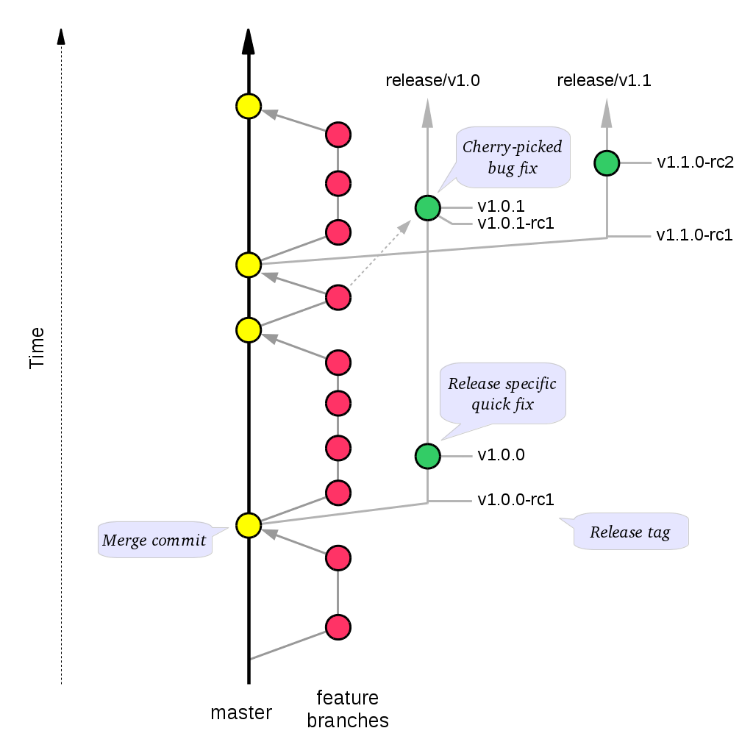 release/v1.0
release/v1.1
Cherry-picked
bug fix
v1.1.0-rc2
v1.0.1
v1.0.1-rc1
v1.1.0-rc1
Time
Release specific
quick fix
v1.0.0
v1.0.0-rc1
Merge commit
Release tag
master
feature
branches